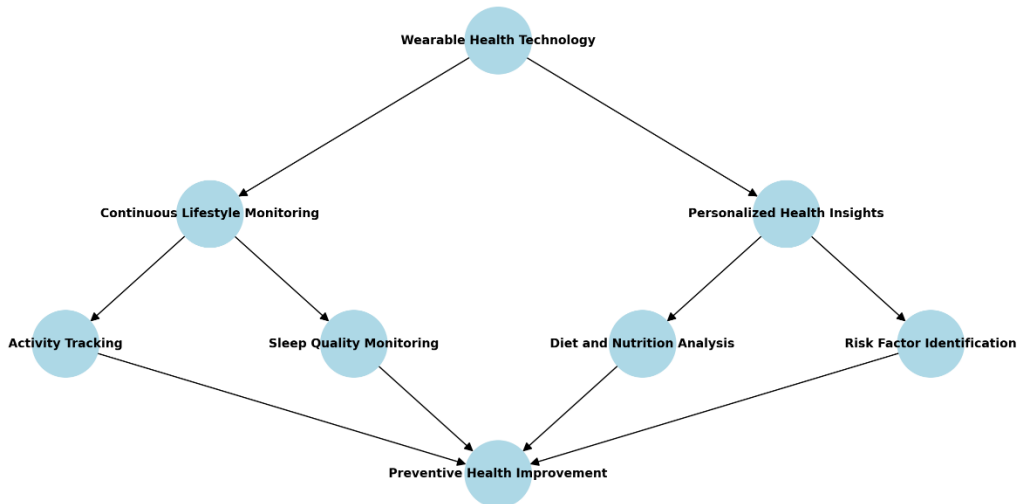 Wearable Health Technology
Continuous Lifestyle Monitoring
Personalized Health Insights
Activity Tracking
Sleep Quality Monitoring
Diet and Nutrition Analysis
Risk Factor Identification
Preventive Health Improvement